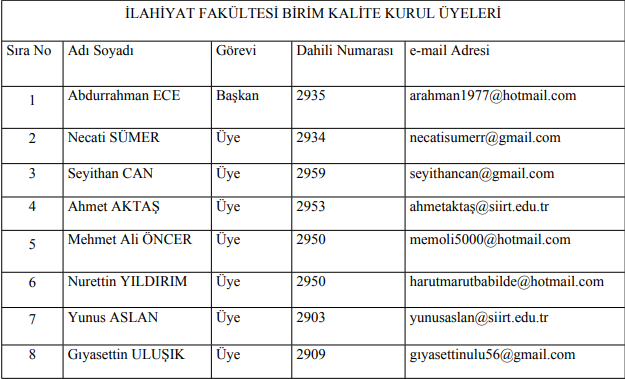 İLAHİYAT FAKÜLTESİ BİRİM KALİTE KURUL ÜYELERİ
Sıra No Adı Soyadı Görevi Dahili Numarası e-mail Adresi
1 Abdurrahman ECE Başkan 2935 arahman1977@hotmail.com
2 Necati SÜMER Üye 2934 necatisumerr@gmail.com
3 Seyithan CAN Üye 2959 seyithancan@gmail.com
4 Ahmet AKTAŞ Üye 2953 ahmetaktaş@siirt.edu.tr
5 Mehmet Ali ÖNCER Üye 2950 memoli5000@hotmail.com
6 Nurettin YILDIRIM Üye 2950 harutmarutbabilde@hotmail.com
7 Yunus ASLAN Üye 2903 yunusaslan@siirt.edu.tr
8 Gıyasettin ULUŞIK Üye 2909 gıyasettinulu56@gmail.com